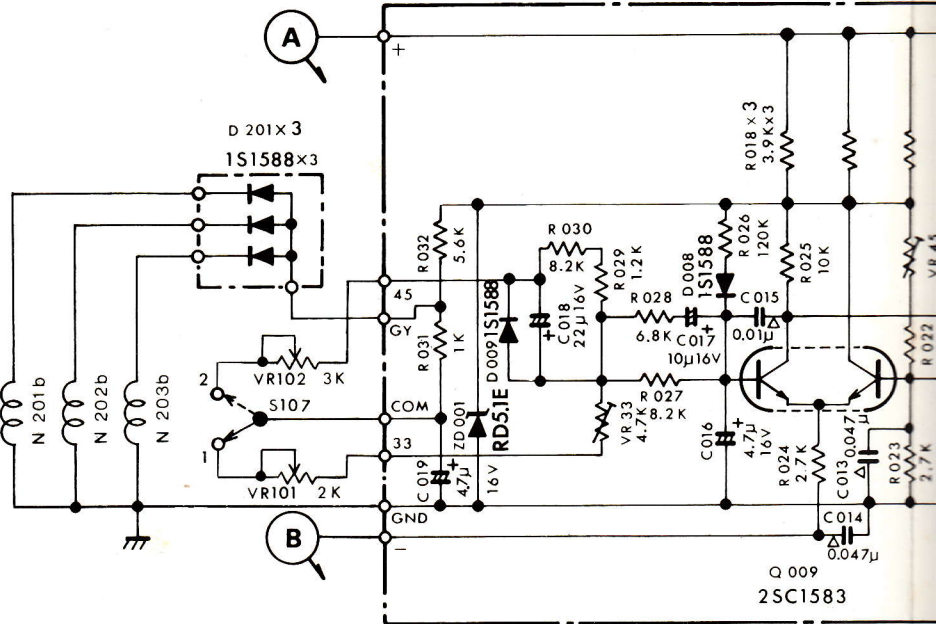 A
+
D 201 × 3
1S1588×3
R 018 × 3
3.9K×3
R 032
5.6K
R 030
8.2K
R 029
1.2K
D 008
1S1588
R 026
120K
R 025
10K
VR 45
45
GY
R 031
1K
D 009
1S1588
C 018
22μ16V
+
R 028
6.8K
C 017
+
10μ16V
C 015
0.01μ
R 022
N 201b
N 202b
N 203b
VR102 3K
2
S107
1
VR101 2K
COM
33
ZD 001
RD5.1E
16V
C 019
4.7μ
+
VR 33
4.7K
R 027
8.2K
C 016
+
4.7μ
16V
R 024
2.7K
C 013
0.047μ
R 023
2.7K
GND
B
−
C 014
0.047μ
Q 009
2SC1583